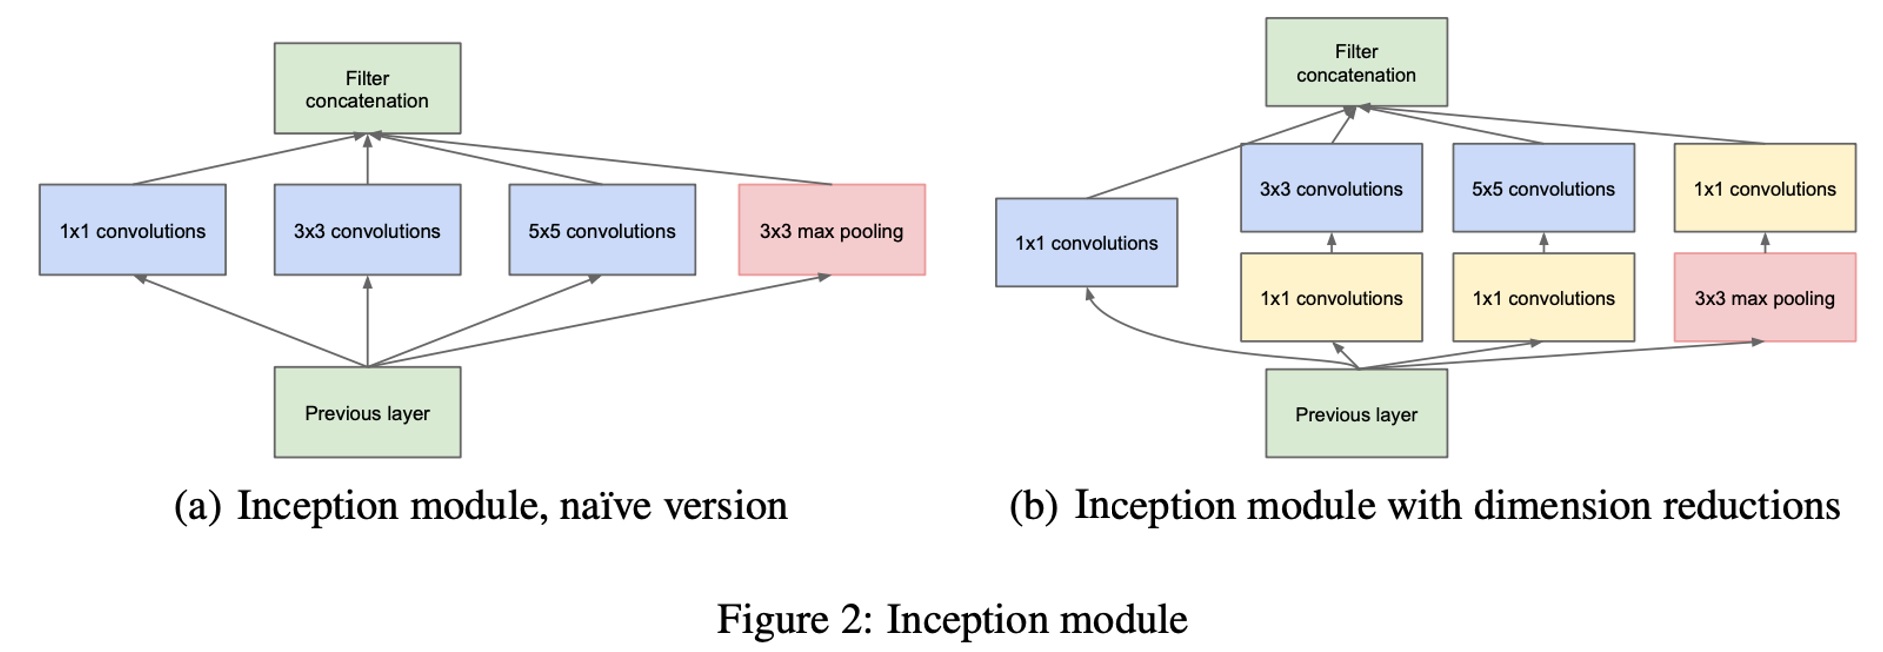 Filter
concatenation
1x1 convolutions
3x3 convolutions
5x5 convolutions
3x3 max pooling
Previous layer
(a) Inception module, naïve version
Filter
concatenation
3x3 convolutions
5x5 convolutions
1x1 convolutions
1x1 convolutions
1x1 convolutions
1x1 convolutions
3x3 max pooling
Previous layer
(b) Inception module with dimension reductions
Figure 2: Inception module